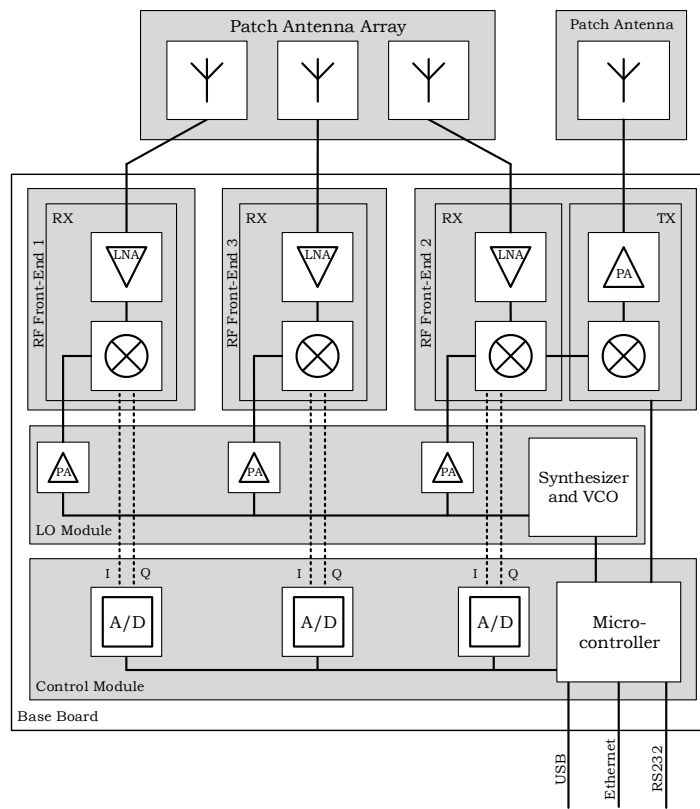 Patch Antenna Array
Patch Antenna
RF Front-End 1
RX
LNA
RF Front-End 3
RX
LNA
RF Front-End 2
RX
LNA
TX
PA
PA
PA
PA
Synthesizer
and VCO
LO Module
I
Q
I
Q
I
Q
A/D
A/D
A/D
Micro-
controller
Control Module
Base Board
USB
Ethernet
RS232